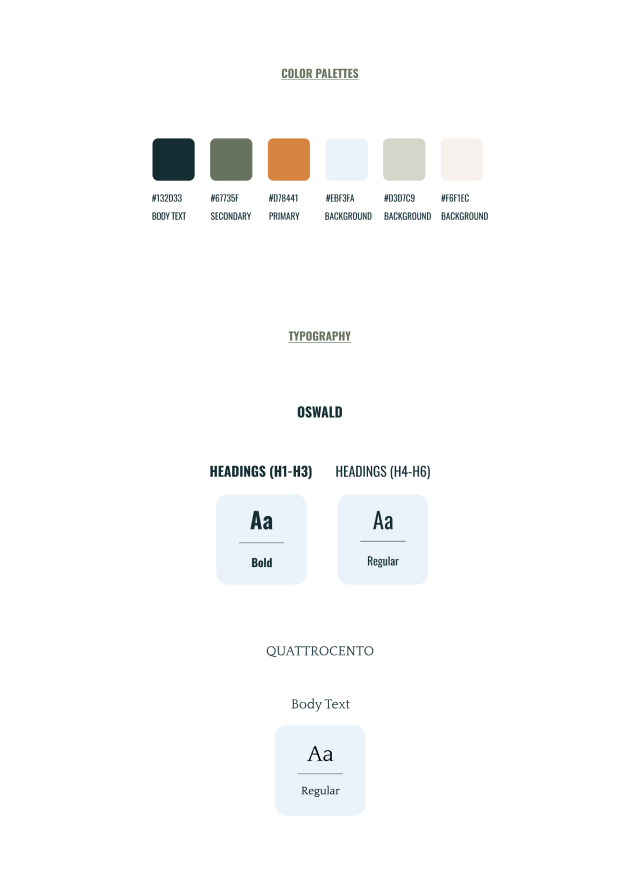 COLOR PALETTES
#132D33 #67735F #D78441 #EBF3FA #D3D7C9 #F6F1EC
BODY TEXT SECONDARY PRIMARY BACKGROUND BACKGROUND BACKGROUND
TYPOGRAPHY
OSWALD
HEADINGS (H1-H3) HEADINGS (H4-H6)
Aa Aa
Bold Regular
QUATTROCENTO
Body Text
Aa
Regular